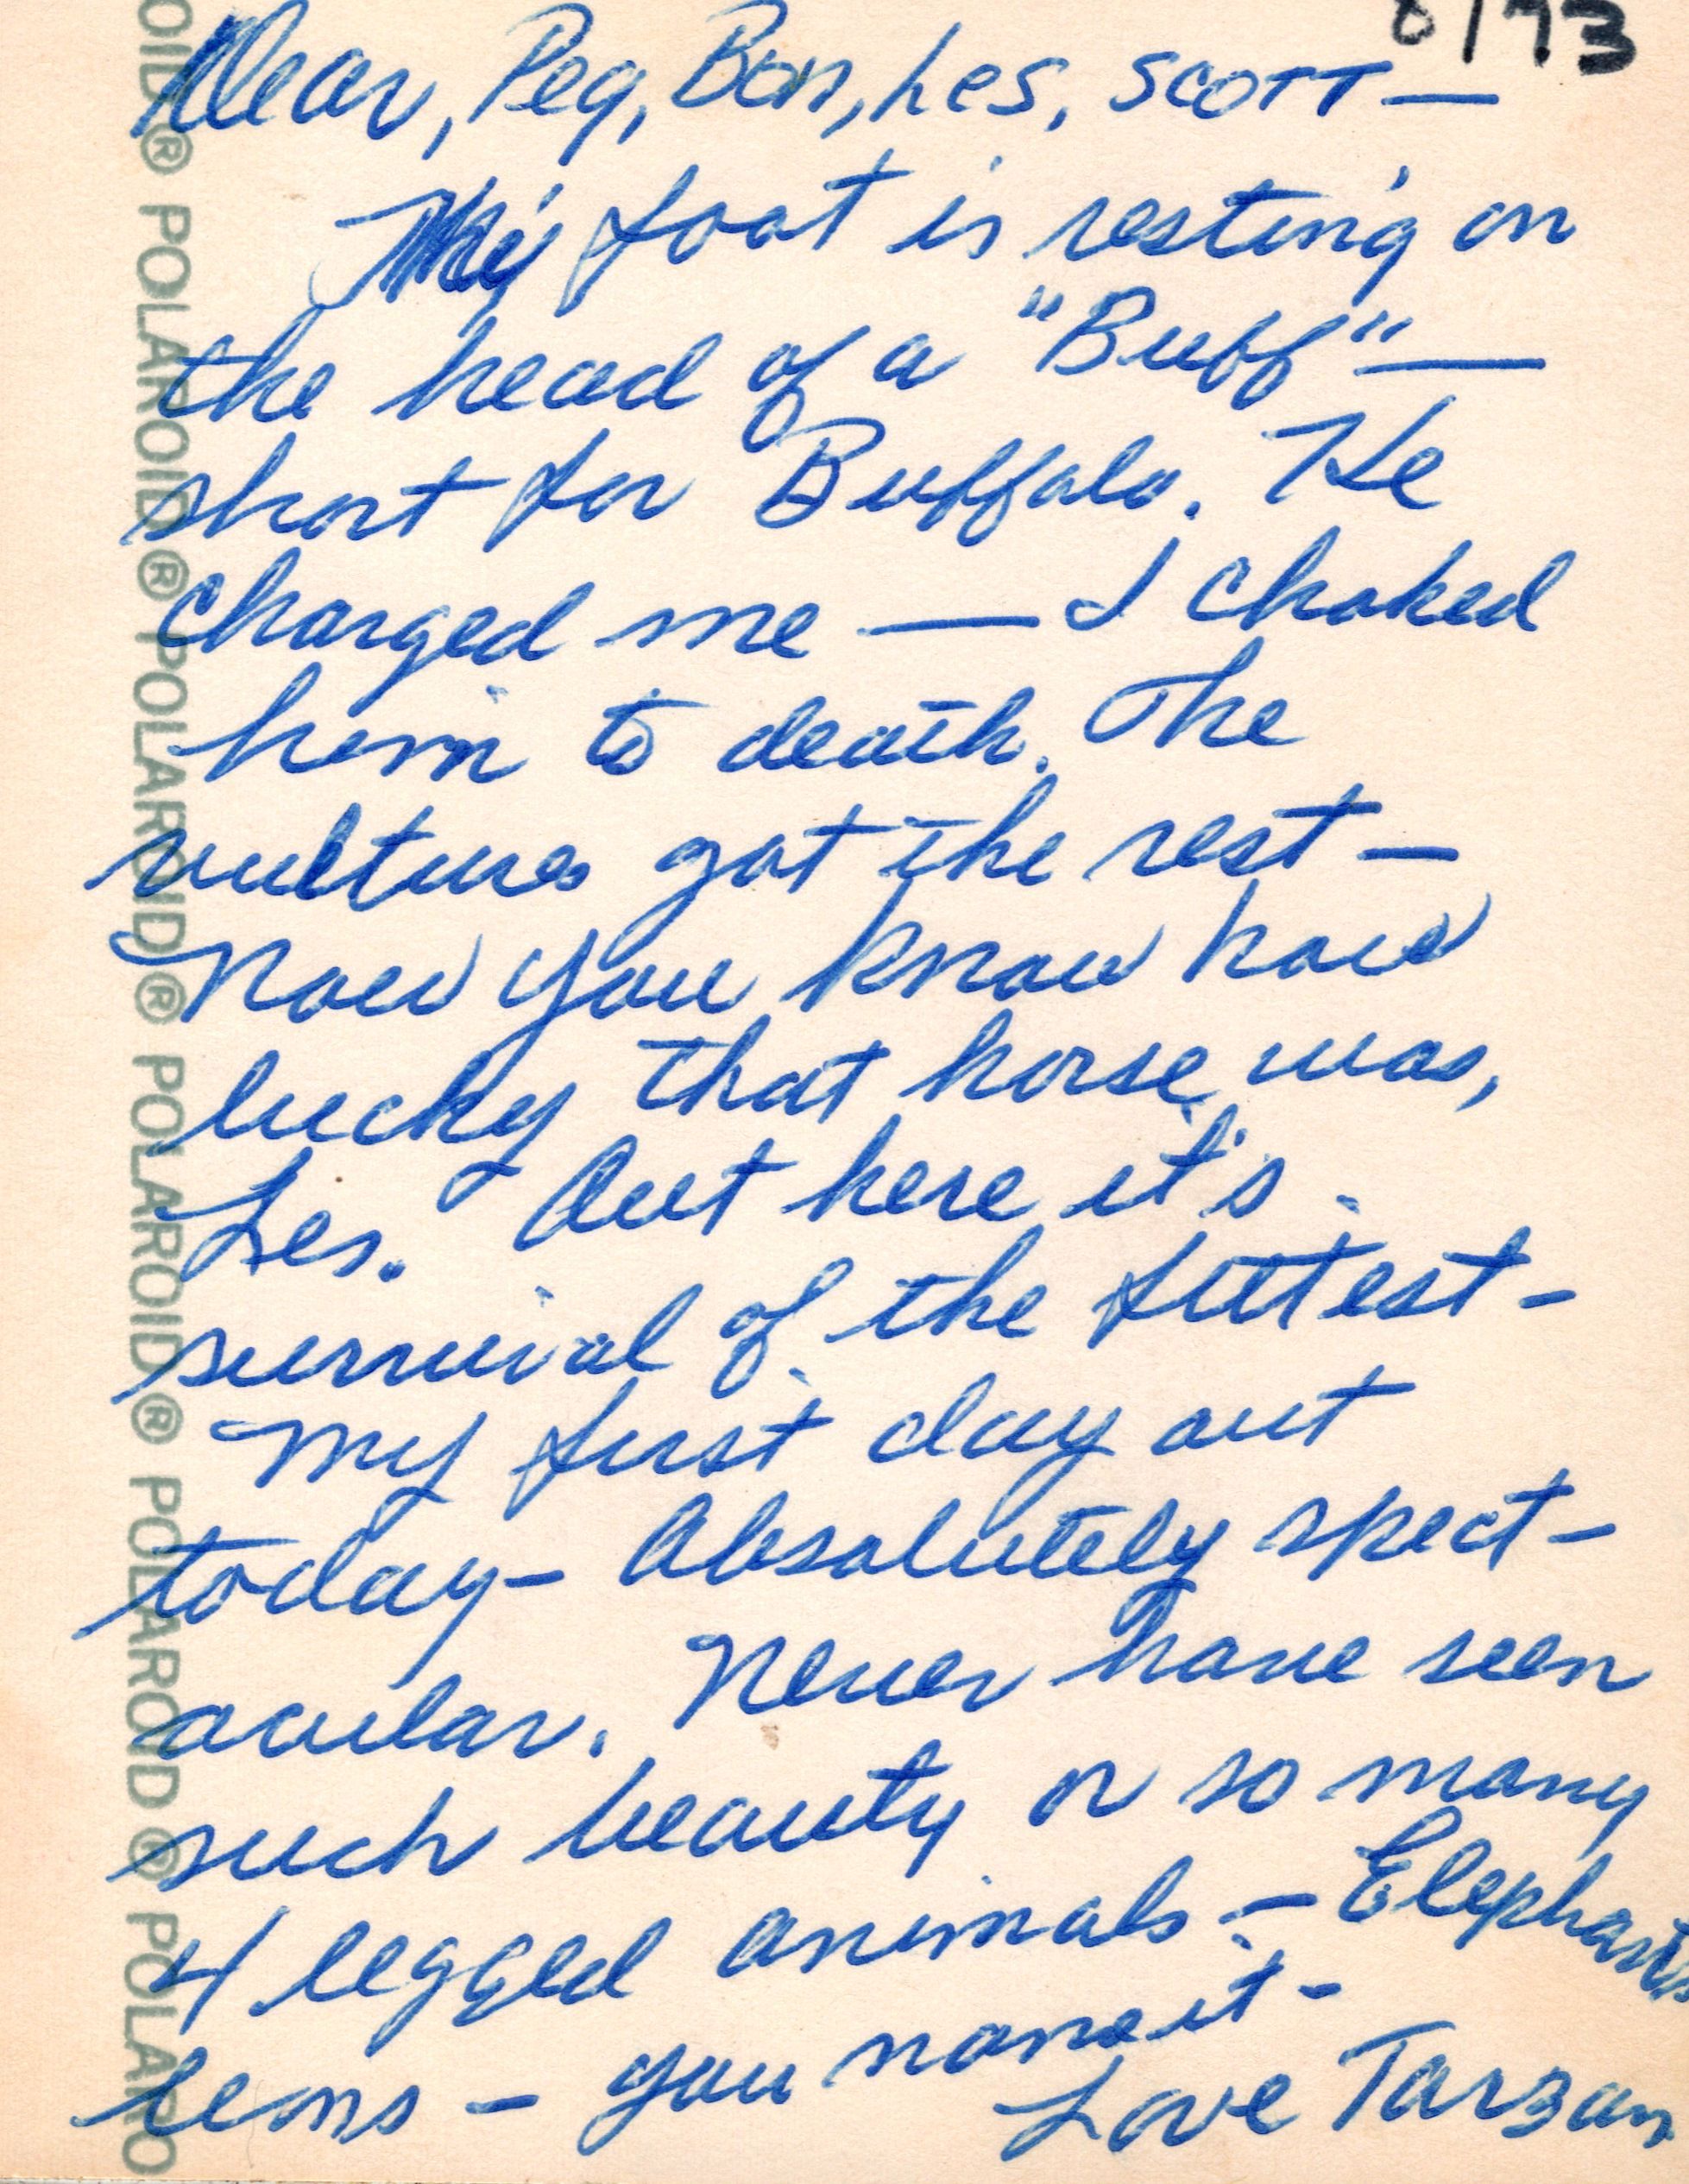 8/73
Dear, Peg, Bon, Les, Scott —
My foot is resting on
the head of a "Buff" —
short for Buffalo. He
charged me — I choked
him to death. The
vultures got the rest —
Now you know how
lucky that horse was,
Les. Out here it's
survival of the fittest -
My first day out
today - Absolutely spect-
acular. Never have seen
such beauty or so many
4 legged animals - Elephants
lions - you name it -
Love Tarzan
OID® POLAROID® POLAROID® POLAROID® POLAROID® POLARO